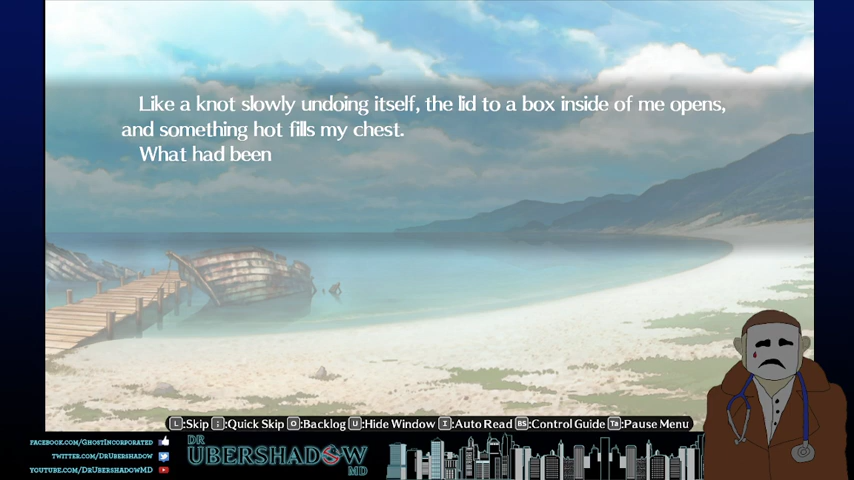 Like a knot slowly undoing itself, the lid to a box inside of me opens,
and something hot fills my chest.
What had been
L:Skip ;:Quick Skip O:Backlog U:Hide Window I:Auto Read BS:Control Guide Ta:Pause Menu
facebook.com/GhostIncorporated
twitter.com/DrUbershadow
youtube.com/DrUbershadowMD
DR
UBERSHADOW
MD